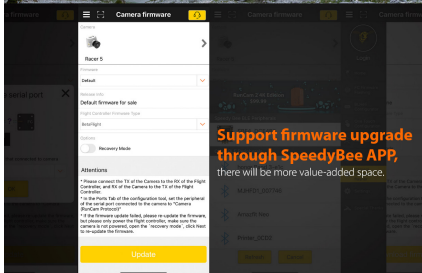 Camera firmware
Camera
Racer 5
Firmware
Default
Release Info
Default firmware for sale
Flight Controller Firmware Type
BetaFlight
Options
Recovery Mode
Attentions
* Please connect the TX of the Camera to the RX of the Flight
Controller, and RX of the Camera to the TX of the Flight
Controller.
* In the Ports Tab of the configuration tool, set the peripheral
of the serial port connected to the camera to "Camera
(RunCam Protocol)"
* If the firmware update failed, please re-update the firmware,
but please only power the flight controller, make sure the
camera is not powered, open the `recovery mode`, click Next
to re-update the firmware.
Update
Support firmware upgrade
through SpeedyBee APP,
there will be more value-added space.
Camera firmware
serial port